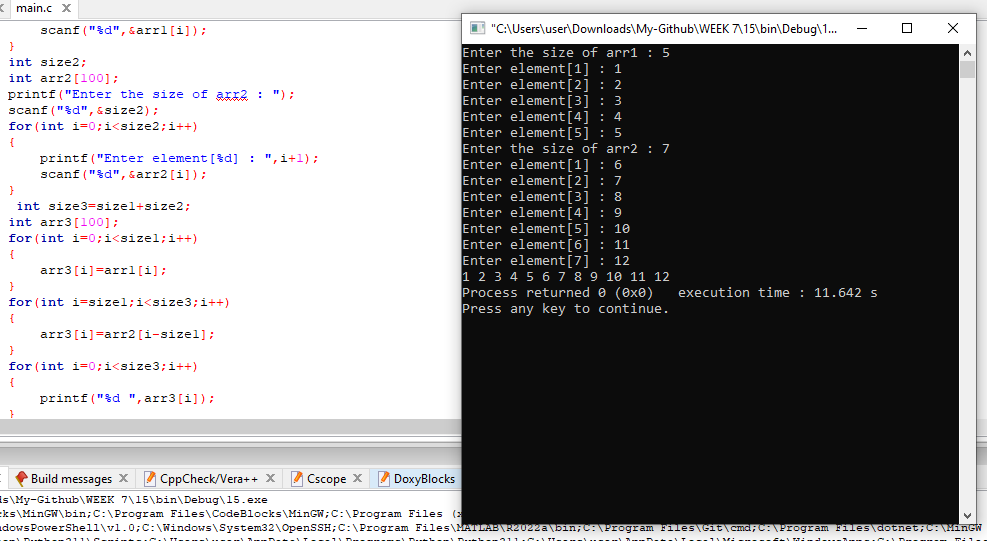 main.c
scanf("%d",&arr1[i]);
}
int size2;
int arr2[100];
printf("Enter the size of arr2 : ");
scanf("%d",&size2);
for(int i=0;i<size2;i++)
{
printf("Enter element[%d] : ",i+1);
scanf("%d",&arr2[i]);
}
int size3=size1+size2;
int arr3[100];
for(int i=0;i<size1;i++)
{
arr3[i]=arr1[i];
}
for(int i=size1;i<size3;i++)
{
arr3[i]=arr2[i-size1];
}
for(int i=0;i<size3;i++)
{
printf("%d ",arr3[i]);
}
"C:\Users\user\Downloads\My-Github\WEEK 7\15\bin\Debug\1...
Enter the size of arr1 : 5
Enter element[1] : 1
Enter element[2] : 2
Enter element[3] : 3
Enter element[4] : 4
Enter element[5] : 5
Enter the size of arr2 : 7
Enter element[1] : 6
Enter element[2] : 7
Enter element[3] : 8
Enter element[4] : 9
Enter element[5] : 10
Enter element[6] : 11
Enter element[7] : 12
1 2 3 4 5 6 7 8 9 10 11 12
Process returned 0 (0x0)   execution time : 11.642 s
Press any key to continue.
Build messages CppCheck/Vera++ Cscope DoxyBlocks
ds\My-Github\WEEK 7\15\bin\Debug\15.exe
cks\MinGW\bin;C:\Program Files\CodeBlocks\MinGW;C:\Program Files (x
ndowsPowerShell\v1.0;C:\Windows\System32\OpenSSH;C:\Program Files\MATLAB\R2022a\bin;C:\Program Files\Git\cmd;C:\Program Files\dotnet;C:\MinGW